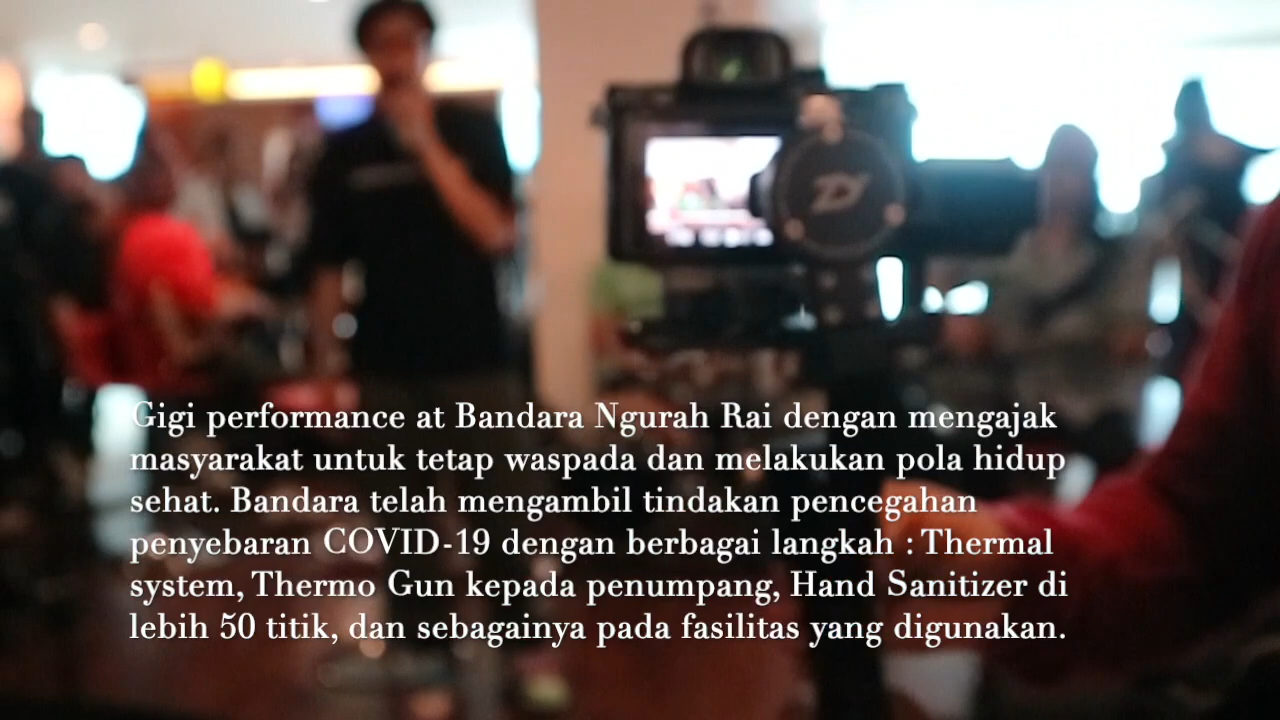 ZY
Gigi performance at Bandara Ngurah Rai dengan mengajak
masyarakat untuk tetap waspada dan melakukan pola hidup
sehat. Bandara telah mengambil tindakan pencegahan
penyebaran COVID-19 dengan berbagai langkah : Thermal
system, Thermo Gun kepada penumpang, Hand Sanitizer di
lebih 50 titik, dan sebagainya pada fasilitas yang digunakan.